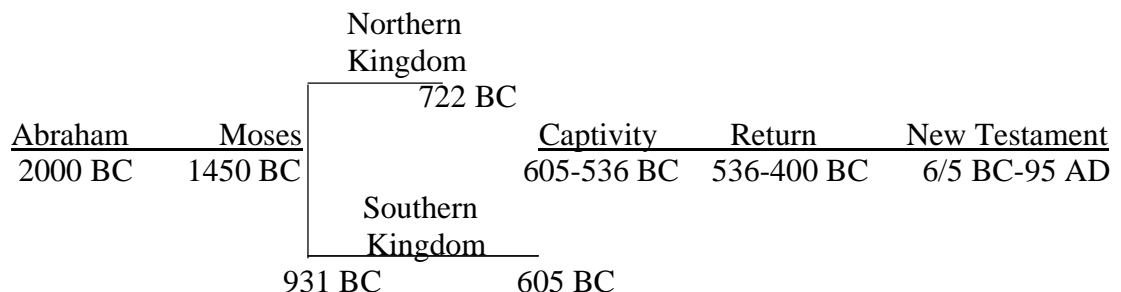 Northern
Kingdom
722 BC
Abraham Moses Captivity Return New Testament
2000 BC 1450 BC 605-536 BC 536-400 BC 6/5 BC-95 AD
Southern
Kingdom
931 BC 605 BC